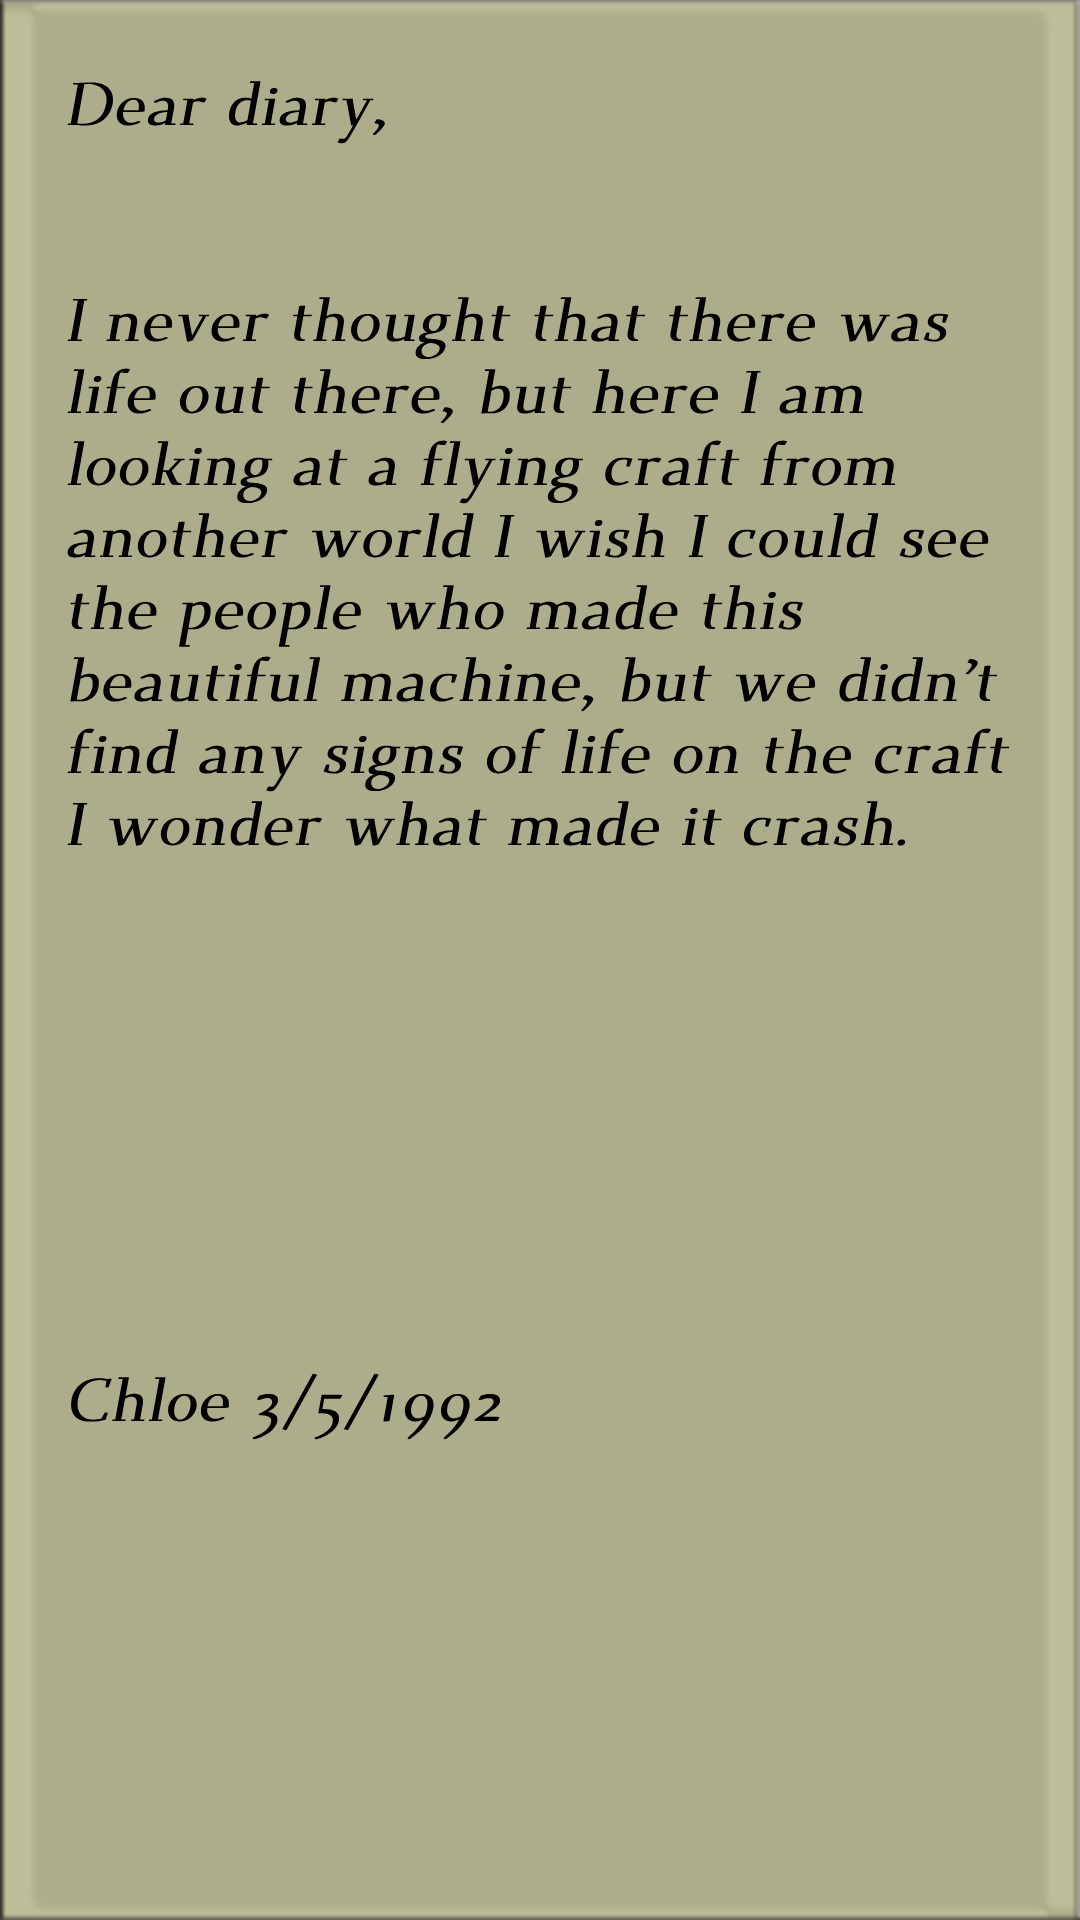 Dear diary,
I never thought that there was
life out there, but here I am
looking at a flying craft from
another world I wish I could see
the people who made this
beautiful machine, but we didn’t
find any signs of life on the craft
I wonder what made it crash.
Chloe 3/5/1992